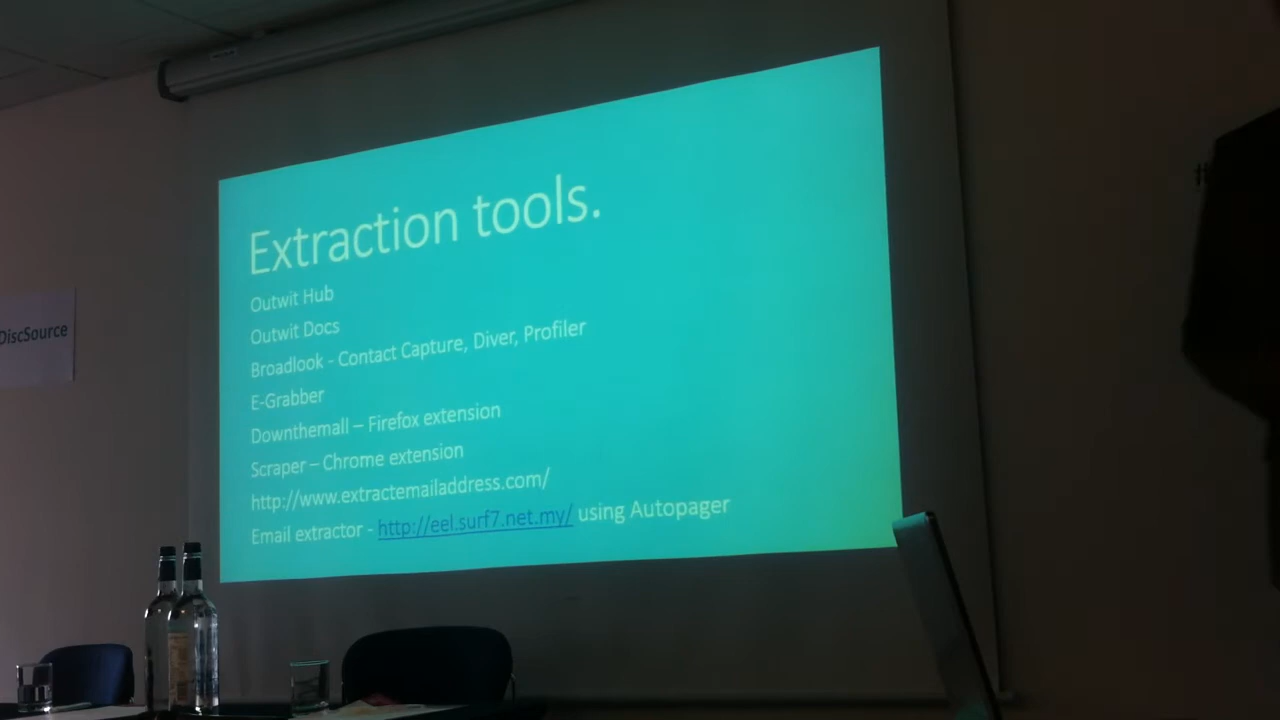 Extraction tools.
Outwit Hub
Outwit Docs
Broadlook - Contact Capture, Diver, Profiler
E-Grabber
Downthemall – Firefox extension
Scraper – Chrome extension
http://www.extractemailaddress.com/
Email extractor - http://eel.surf7.net.my/ using Autopager
DiscSource